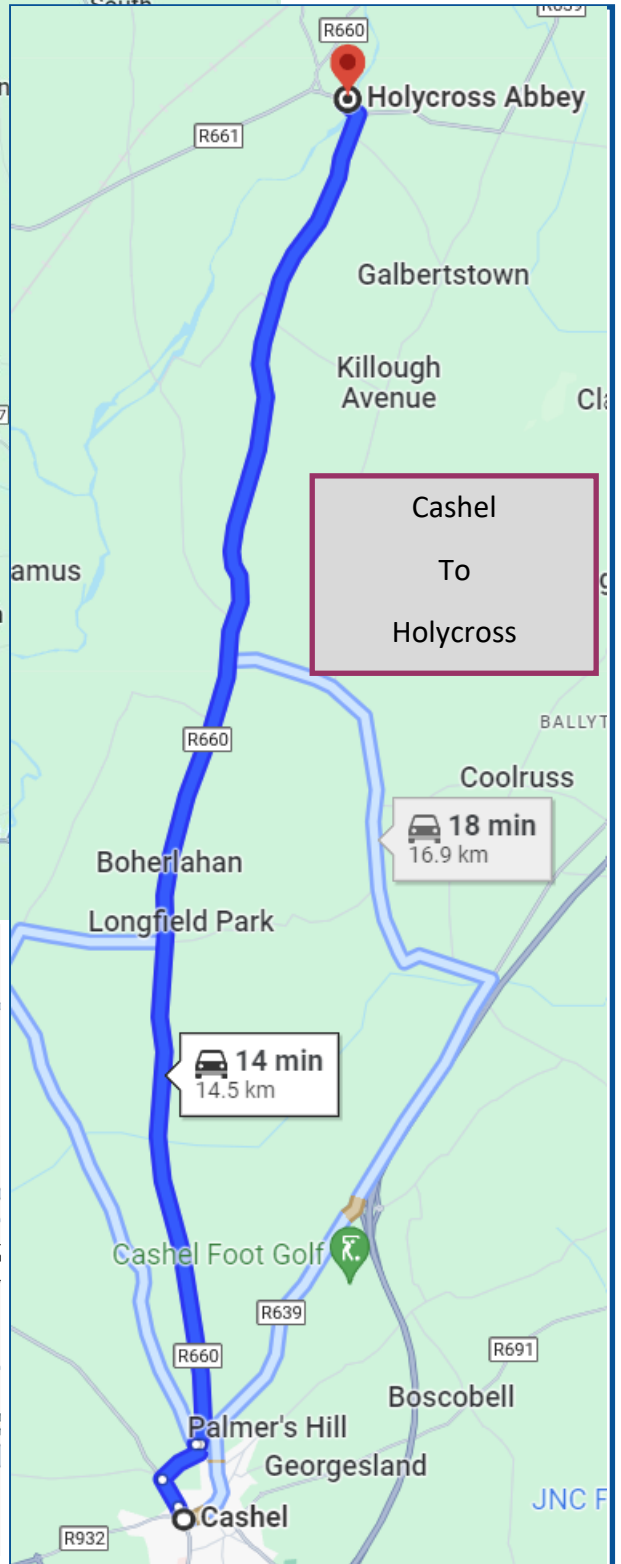 R660
Holycross Abbey
R661
Galbertstown
Killough
Avenue
Cashel
To
Holycross
R660
Coolruss
18 min
16.9 km
Boherlahan
Longfield Park
14 min
14.5 km
Cashel Foot Golf
R639
R660
R691
Boscobell
Palmer's Hill
Georgesland
JNC F
Cashel
R932